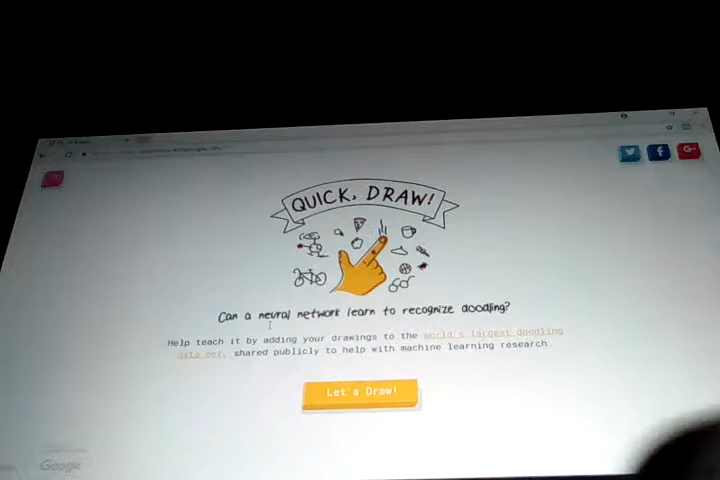 QUICK, DRAW!
Can a neural network learn to recognize doodling?
Help teach it by adding your drawings to the world's largest doodling
data set, shared publicly to help with machine learning research.
Let's Draw!
Google